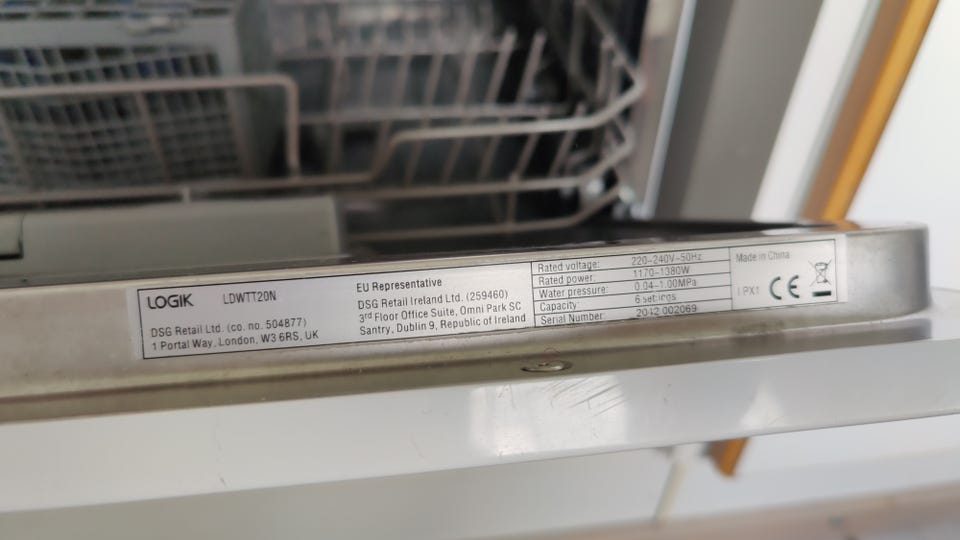 LOGIK LDWTT20N
DSG Retail Ltd. (co. no. 504877)
1 Portal Way, London, W3 6RS, UK
EU Representative
DSG Retail Ireland Ltd. (259460)
3rd Floor Office Suite, Omni Park SC
Santry, Dublin 9, Republic of Ireland
Rated voltage: 220-240V~50Hz
Rated power: 1170-1380W
Water pressure: 0.04-1.00MPa
Capacity: 6 settings
Serial Number: 2012 002069
Made in China
IPX1 CE